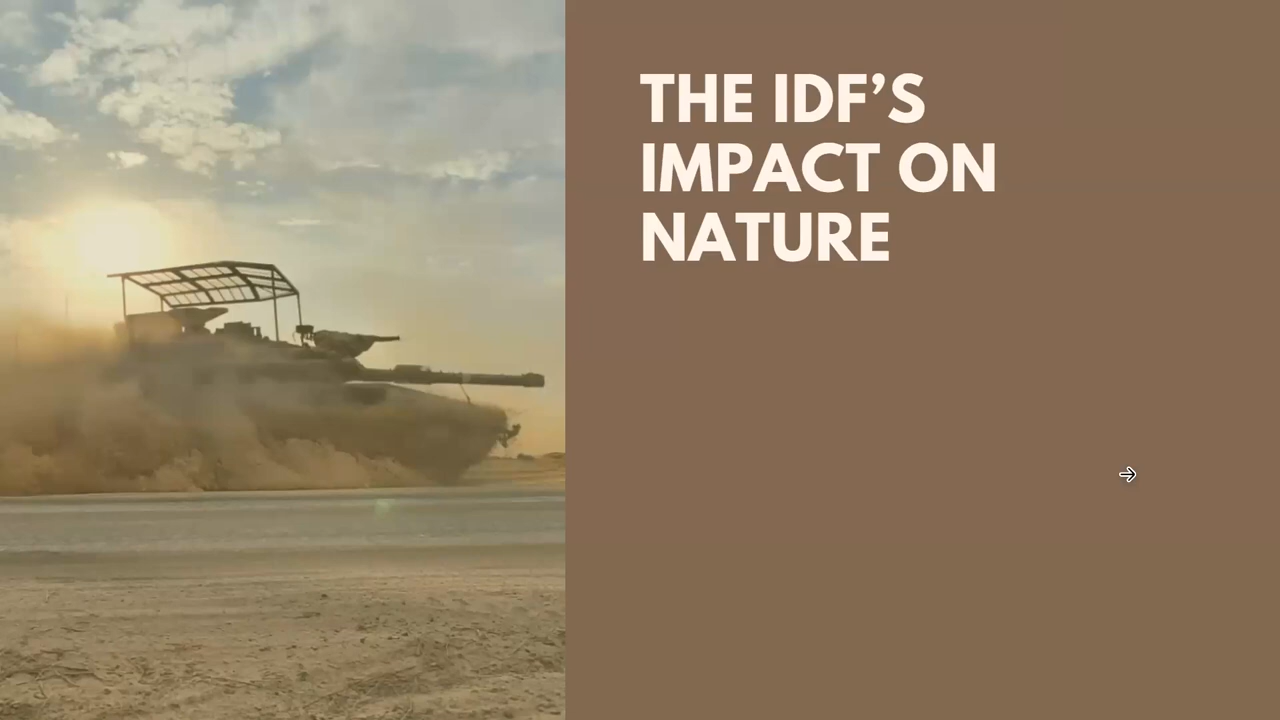 THE IDF’S
IMPACT ON
NATURE